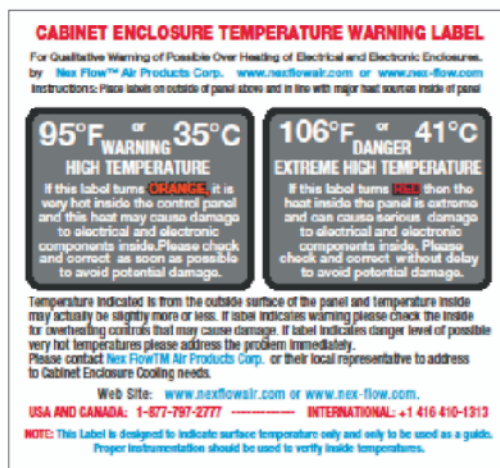 CABINET ENCLOSURE TEMPERATURE WARNING LABEL
For Qualitative Warning of Possible Over Heating of Electrical and Electronic Enclosures.
by Nex Flow™ Air Products Corp. www.nexflowair.com or www.nex-flow.com
Instructions: Place labels on outside of panel above and in line with major heat sources inside of panel
95°F or 35°C
WARNING
HIGH TEMPERATURE
If this label turns ORANGE, it is
very hot inside the control panel
and this heat may cause damage
to electrical and electronic
components inside.Please check
and correct as soon as possible
to avoid potential damage.
106°F or 41°C
DANGER
EXTREME HIGH TEMPERATURE
If this label turns RED then the
heat inside the panel is extreme
and can cause serious damage
to electrical and electronic
components inside. Please
check and correct without delay
to avoid potential damage.
Temperature indicated is from the outside surface of the panel and temperature inside
may actually be slightly more or less. If label indicates warning please check the inside
for overheating controls that may cause damage. If label indicates danger level of possible
very hot temperatures please address the problem immediately.
Please contact Nex FlowTM Air Products Corp. or their local representative to address
to Cabinet Enclosure Cooling needs.
Web Site: www.nexflowair.com or www.nex-flow.com.
USA AND CANADA: 1-877-797-2777 -------------- INTERNATIONAL: +1 416 410-1313
NOTE: This Label is designed to indicate surface temperature only and only to be used as a guide.
Proper instrumentation should be used to verify inside temperatures.